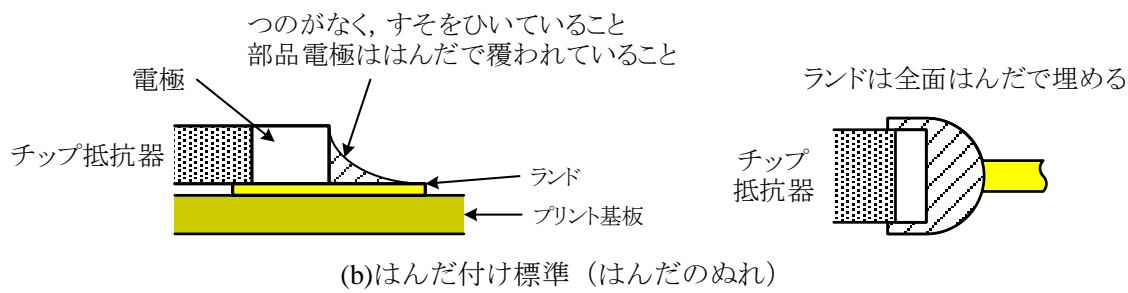 つのがなく, すそをひいていること
部品電極ははんだで覆われていること
電極
チップ抵抗器
ランド
プリント基板
ランドは全面はんだで埋める
チップ
抵抗器
(b)はんだ付け標準（はんだのぬれ）